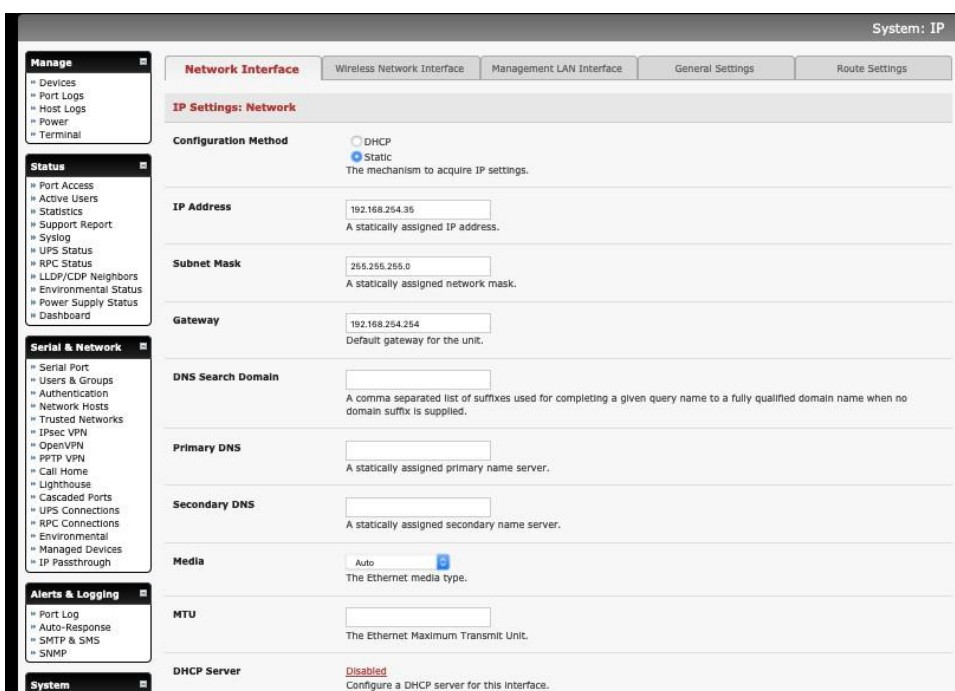 System: IP
Manage
» Devices
» Port Logs
» Host Logs
» Power
» Terminal
Status
» Port Access
» Active Users
» Statistics
» Support Report
» Syslog
» UPS Status
» RPC Status
» LLDP/CDP Neighbors
» Environmental Status
» Power Supply Status
» Dashboard
Serial & Network
» Serial Port
» Users & Groups
» Authentication
» Network Hosts
» Trusted Networks
» IPsec VPN
» OpenVPN
» PPTP VPN
» Call Home
» Lighthouse
» Cascaded Ports
» UPS Connections
» RPC Connections
» Environmental
» Managed Devices
» IP Passthrough
Alerts & Logging
» Port Log
» Auto-Response
» SMTP & SMS
» SNMP
System
Network Interface
Wireless Network Interface
Management LAN Interface
General Settings
Route Settings
IP Settings: Network
Configuration Method
DHCP
Static
The mechanism to acquire IP settings.
IP Address
192.168.254.35
A statically assigned IP address.
Subnet Mask
255.255.255.0
A statically assigned network mask.
Gateway
192.168.254.254
Default gateway for the unit.
DNS Search Domain
A comma separated list of suffixes used for completing a given query name to a fully qualified domain name when no
domain suffix is supplied.
Primary DNS
A statically assigned primary name server.
Secondary DNS
A statically assigned secondary name server.
Media
Auto
The Ethernet media type.
MTU
The Ethernet Maximum Transmit Unit.
DHCP Server
Disabled
Configure a DHCP server for this interface.